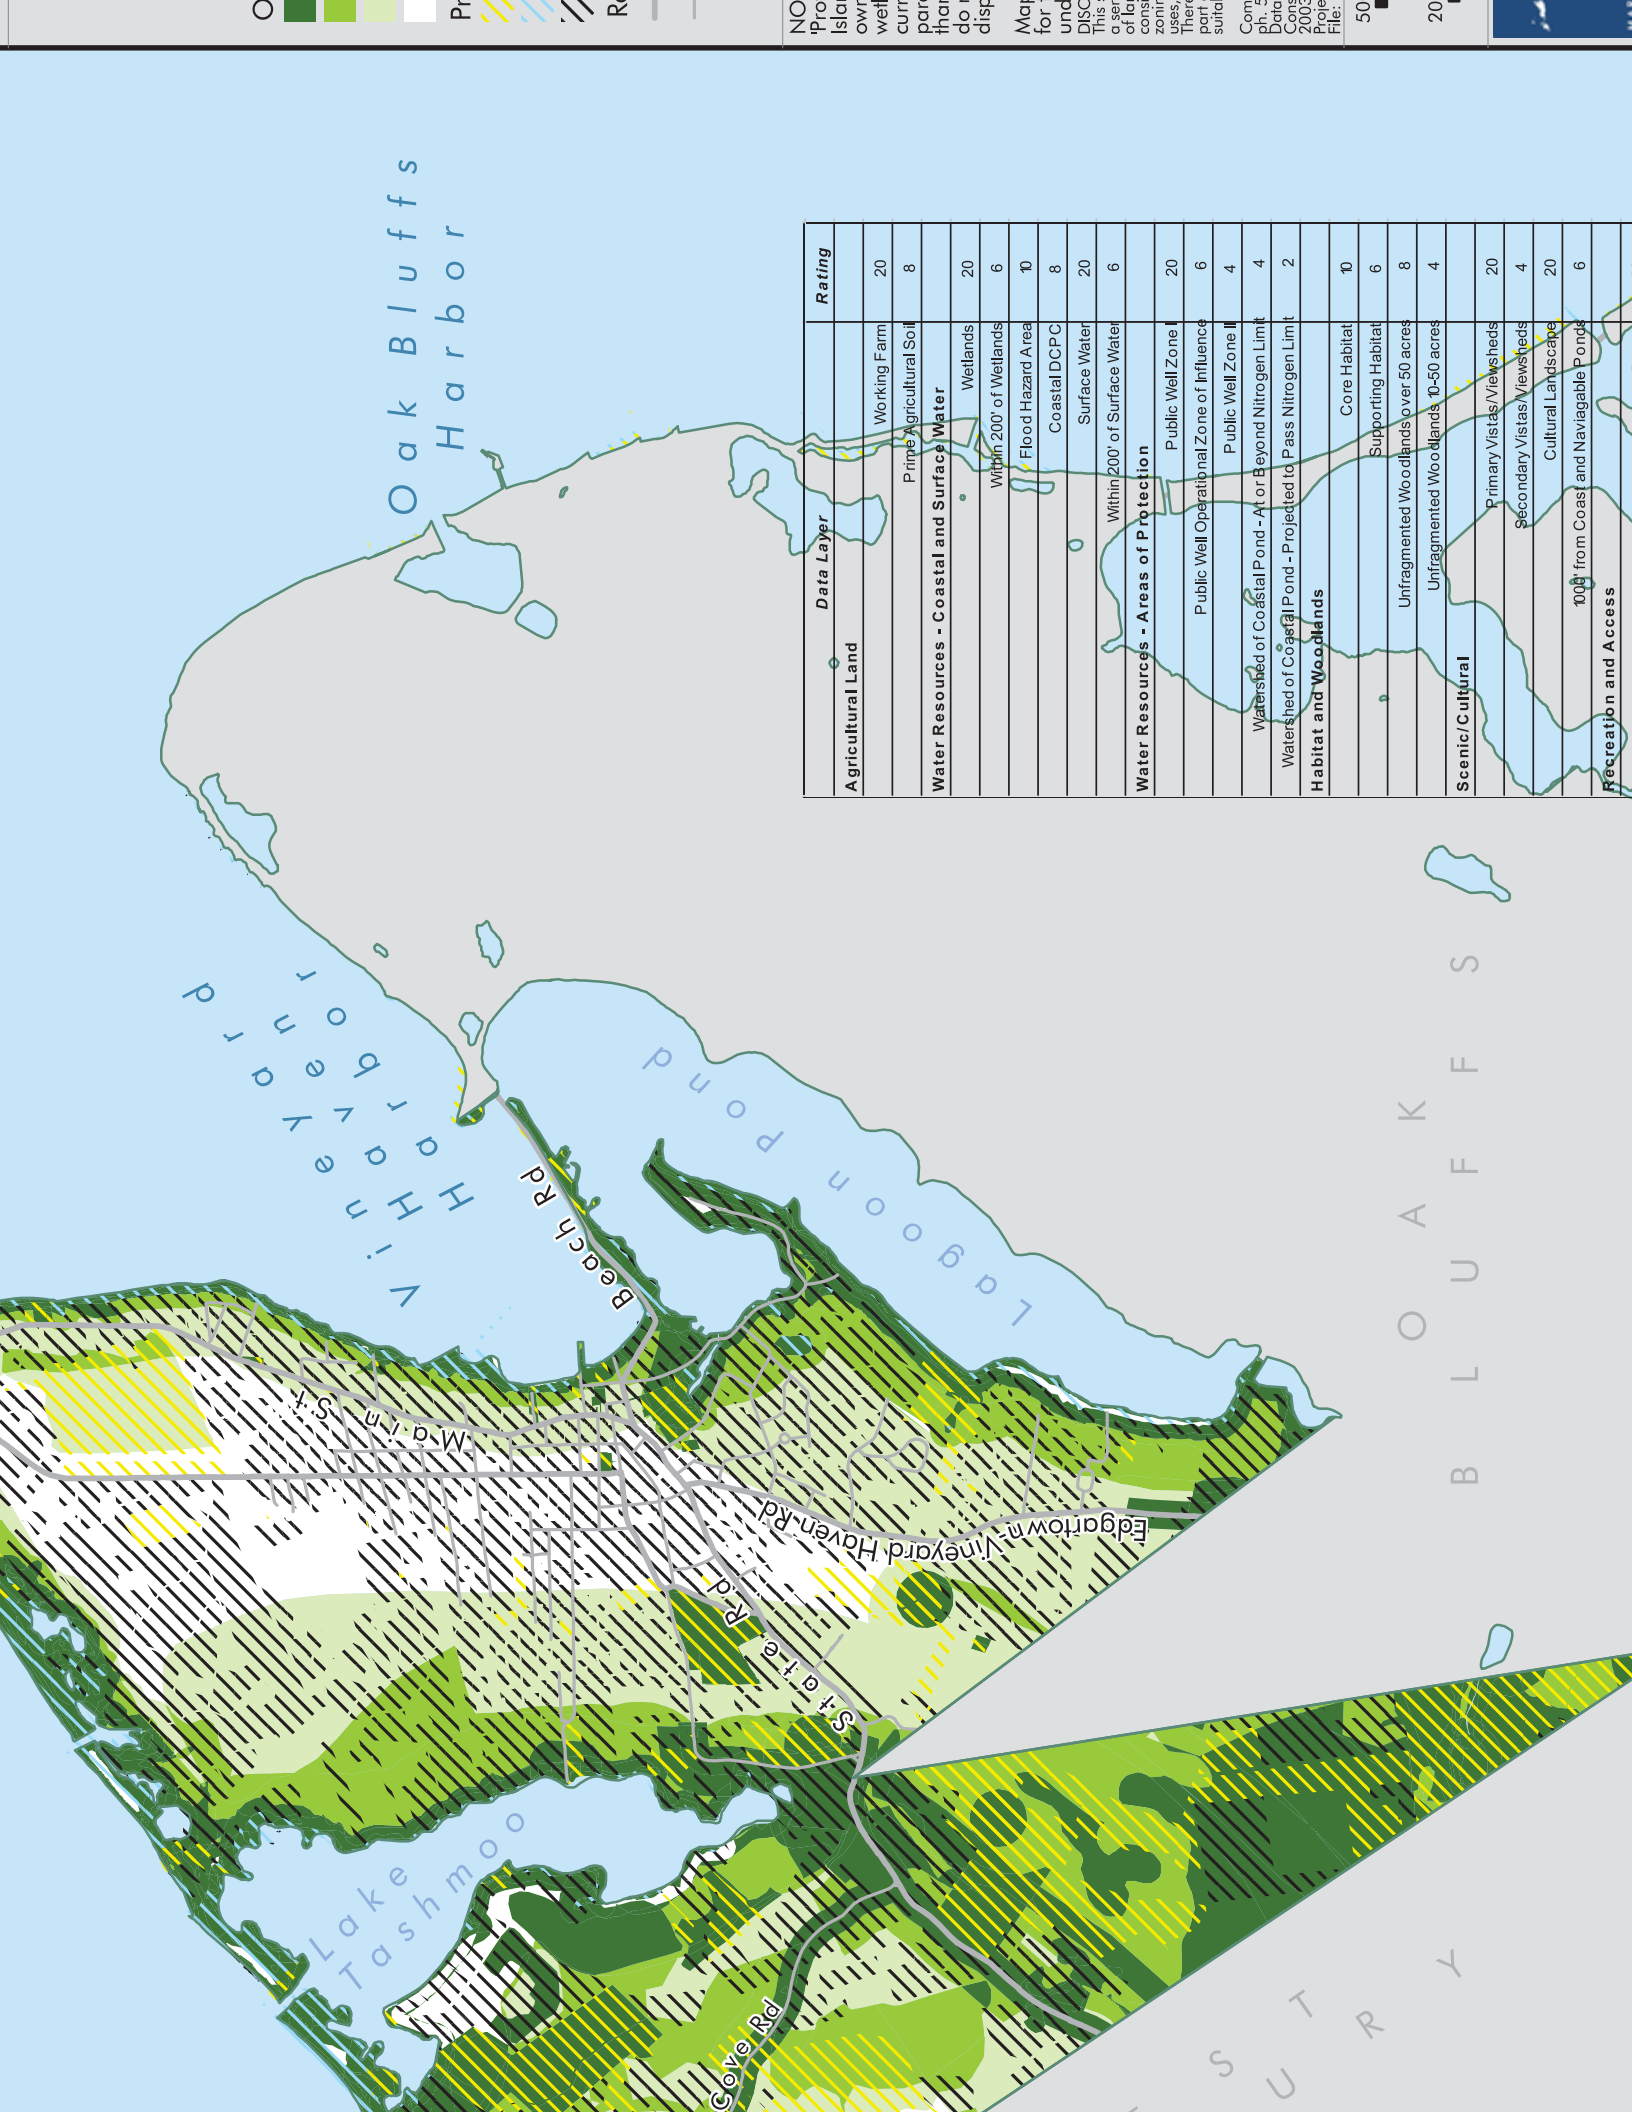 Oak Bluffs
Harbor
Vineyard
Haven
Harbor
Lagoon Pond
Lake
Tashmoo
Beach Rd
Main St
State Rd
Edgartown-
Vineyard Haven Rd
Cove Rd
OAK
BLUFFS
Data Layer Rating
Agricultural Land
Working Farm 20
Prime Agricultural Soil 8
Water Resources - Coastal and Surface Water
Wetlands 20
Within 200' of Wetlands 6
Flood Hazard Area 10
Coastal DCPC 8
Surface Water 20
Within 200' of Surface Water 6
Water Resources - Areas of Protection
Public Well Zone I 20
Public Well Operational Zone of Influence 6
Public Well Zone II 4
Watershed of Coastal Pond - At or Beyond Nitrogen Limit 4
Watershed of Coastal Pond - Projected to Pass Nitrogen Limit 2
Habitat and Woodlands
Core Habitat 10
Supporting Habitat 6
Unfragmented Woodlands over 50 acres 8
Unfragmented Woodlands 10-50 acres 4
Scenic/Cultural
Primary Vistas/Viewsheds 20
Secondary Vistas/Viewsheds 4
Cultural Landscape 20
1000' from Coast and Naviagable Ponds 6
Recreation and Access
ST
URY